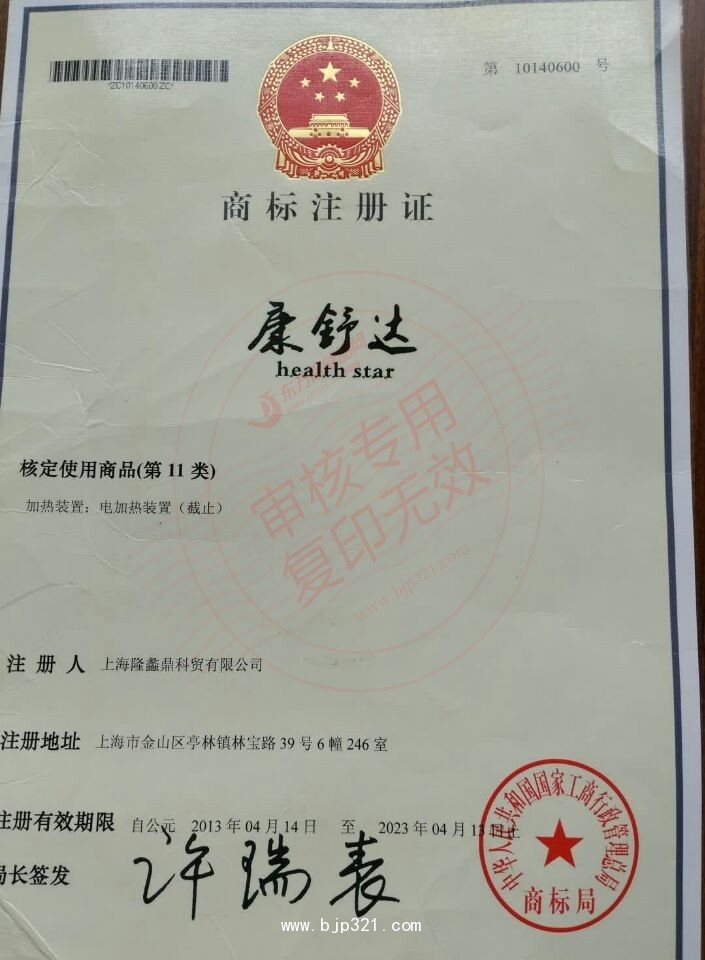 *ZC10140600ZC*
第 10140600 号
商标注册证
康舒达
health star
核定使用商品(第 11 类)
加热装置；电加热装置（截止）
审核专用
复印无效
www.bjp321.com
注册人 上海隆鑫鼎科贸有限公司
注册地址 上海市金山区亭林镇林宝路 39 号 6 幢 246 室
注册有效期限 自公元 2013 年 04 月 14 日 至 2023 年 04 月 13 日止
局长签发 许瑞表
中华人民共和国国家工商行政管理总局
商标局
www.bjp321.com